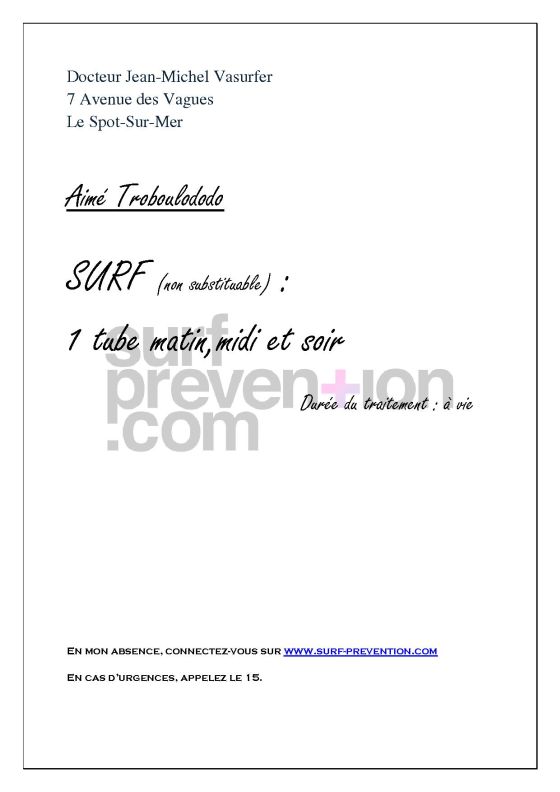 Docteur Jean-Michel Vasurfer
7 Avenue des Vagues
Le Spot-Sur-Mer
Aimé Troboulododo
SURF (non substituable) :
1 tube matin, midi et soir
surf
prevention
.com
Durée du traitement : à vie
EN MON ABSENCE, CONNECTEZ-VOUS SUR WWW.SURF-PREVENTION.COM
EN CAS D'URGENCES, APPELEZ LE 15.